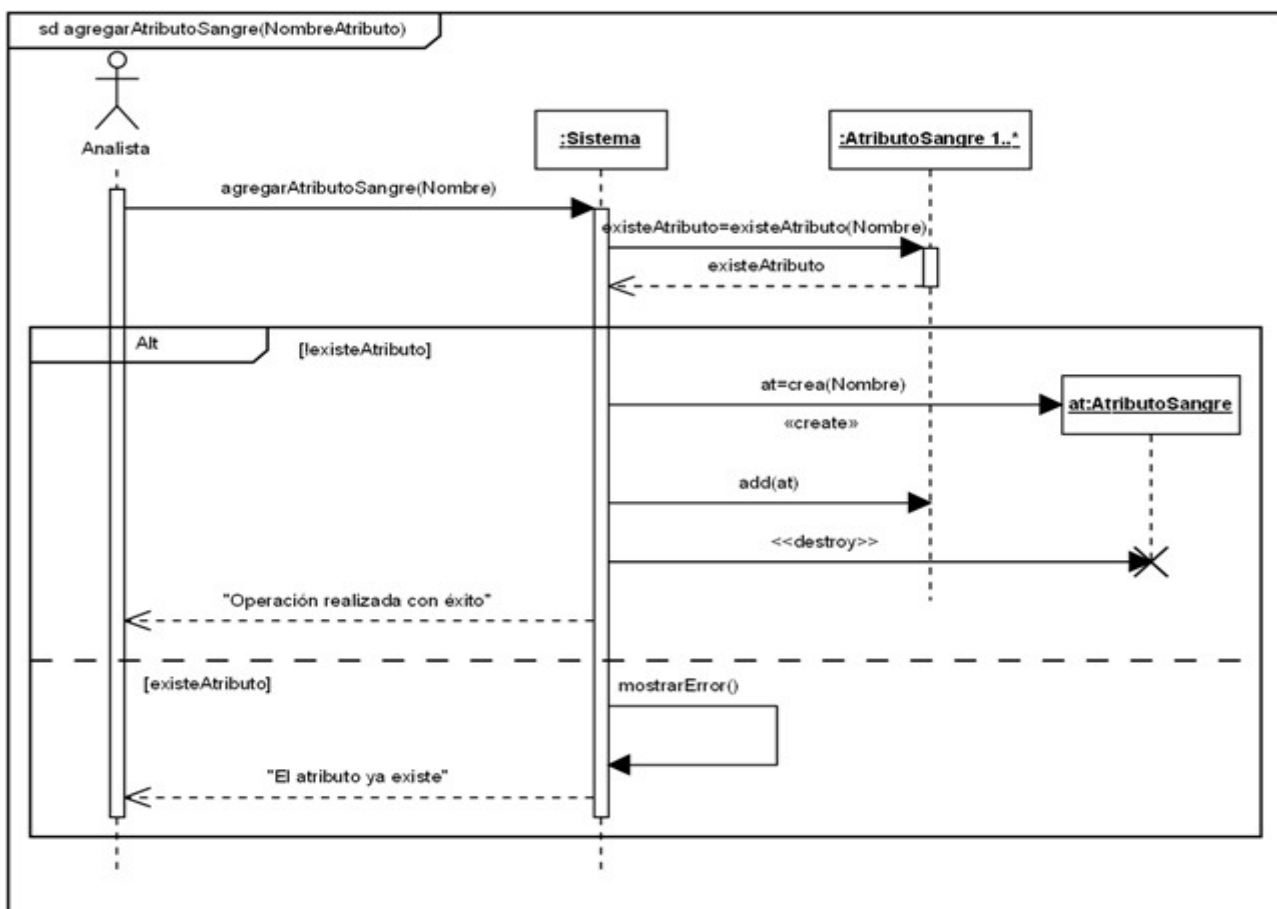 sd agregarAtributoSangre(NombreAtributo)
Analista
:Sistema
:AtributoSangre 1..*
agregarAtributoSangre(Nombre)
existeAtributo=existeAtributo(Nombre)
existeAtributo
Alt
[!existeAtributo]
at=crea(Nombre)
«create»
at:AtributoSangre
add(at)
<<destroy>>
"Operación realizada con éxito"
[existeAtributo]
mostrarError()
"El atributo ya existe"